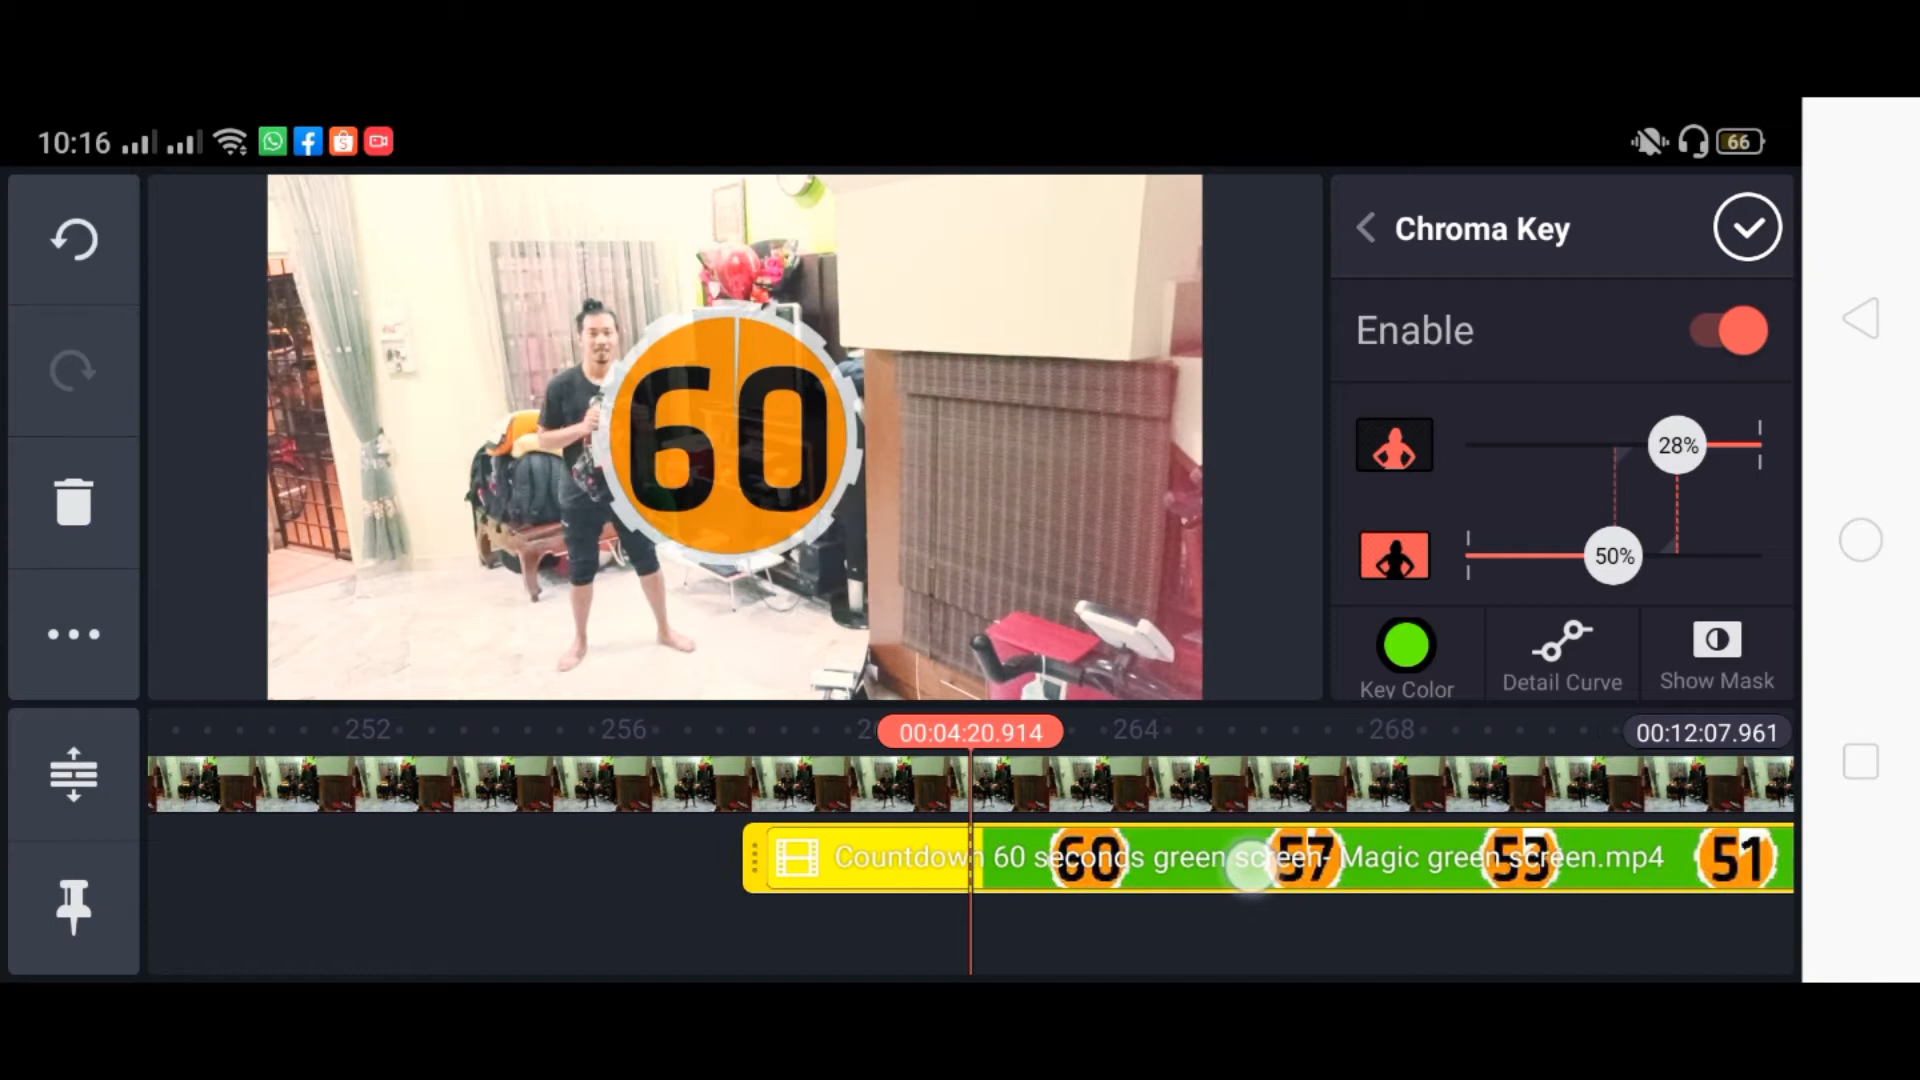 10:16
66
Chroma Key
Enable
60
28%
50%
Key Color
Detail Curve
Show Mask
252
256
00:04:20.914
264
268
00:12:07.961
Countdown 60 seconds green screen- Magic green screen.mp4
60
57
53
51